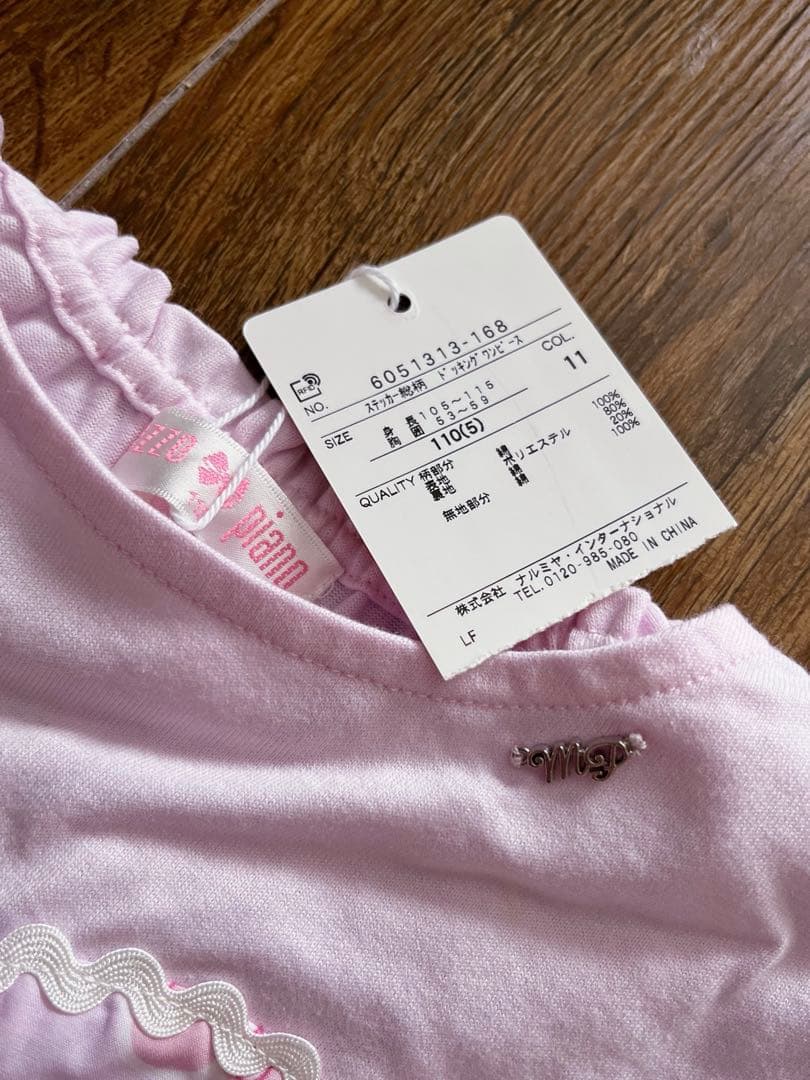 RFID
NO. 6051313-168
ステッカー総柄 ドッキングワンピース
COL. 11
SIZE 身長 105～115
胸囲 53～59
110(5)
QUALITY 柄部分
表地 綿 100%
裏地 ポリエステル 80%
綿 20%
無地部分 綿 100%
株式会社 ナルミヤ・インターナショナル
TEL.0120-985-080
LF MADE IN CHINA
piano